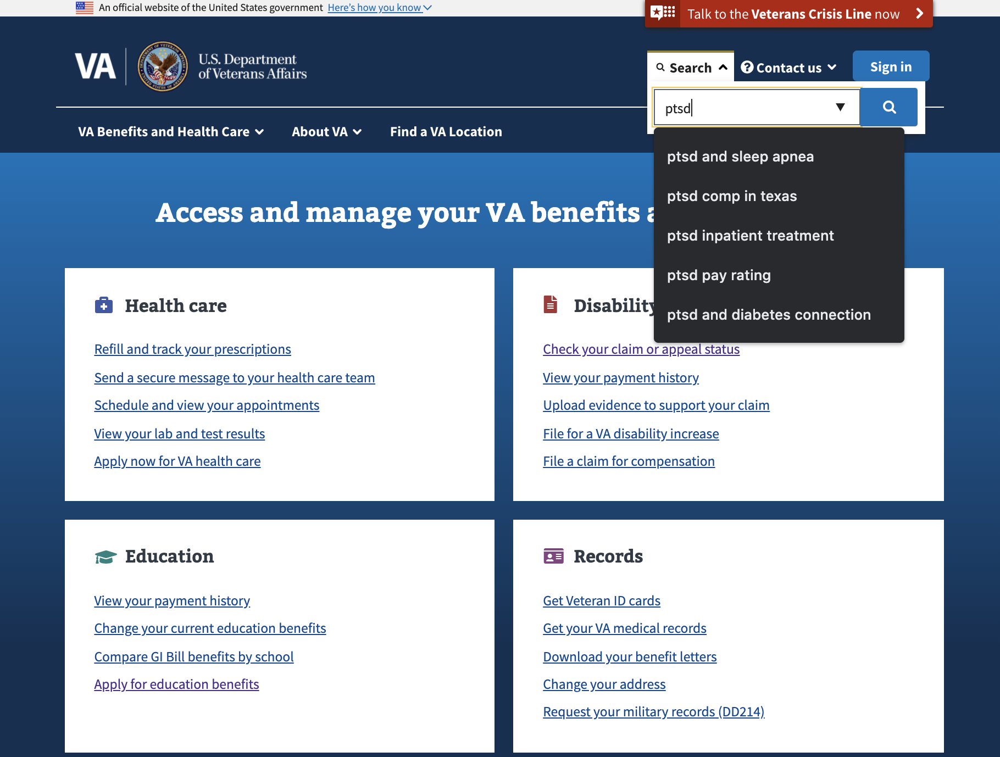 An official website of the United States government Here's how you know
Talk to the Veterans Crisis Line now
VA
U.S. Department
of Veterans Affairs
Search
Contact us
Sign in
ptsd
VA Benefits and Health Care
About VA
Find a VA Location
ptsd and sleep apnea
ptsd comp in texas
ptsd inpatient treatment
ptsd pay rating
ptsd and diabetes connection
Access and manage your VA benefits
Health care
Refill and track your prescriptions
Send a secure message to your health care team
Schedule and view your appointments
View your lab and test results
Apply now for VA health care
Disability
Check your claim or appeal status
View your payment history
Upload evidence to support your claim
File for a VA disability increase
File a claim for compensation
Education
View your payment history
Change your current education benefits
Compare GI Bill benefits by school
Apply for education benefits
Records
Get Veteran ID cards
Get your VA medical records
Download your benefit letters
Change your address
Request your military records (DD214)